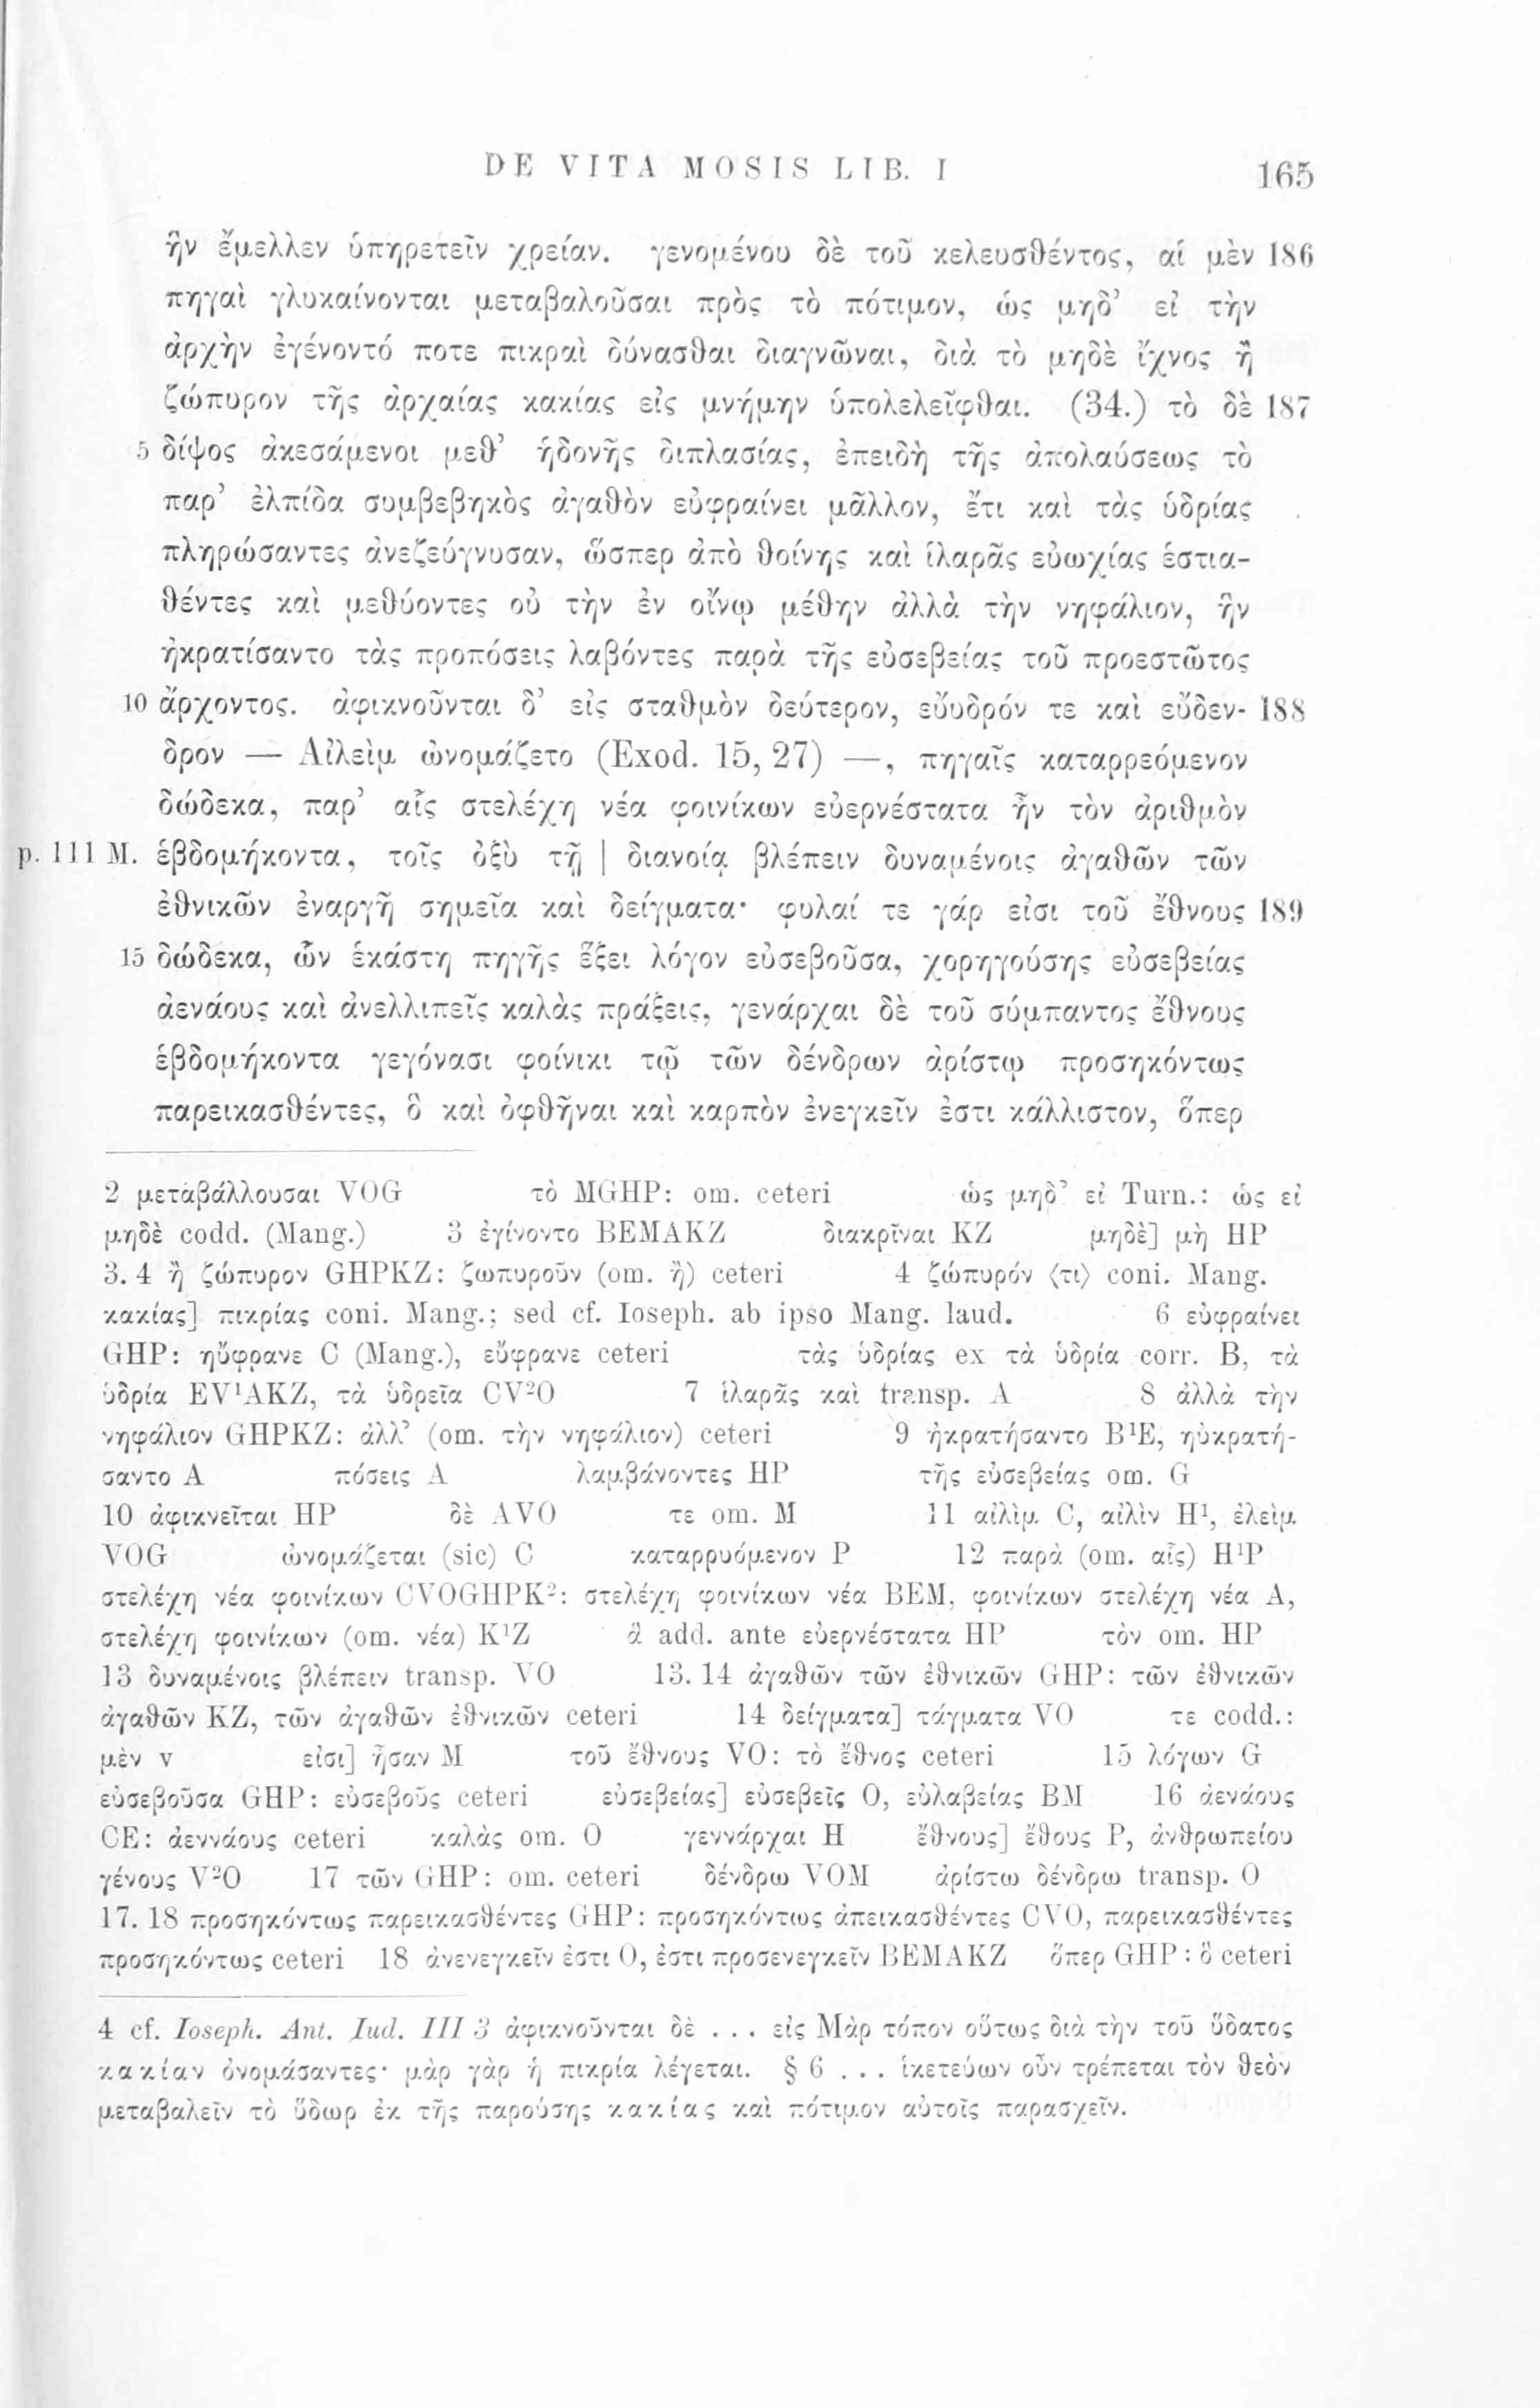 DE VITA MOSIS LIB. I 165
ἣν ἔμελλεν ὑπηρετεῖν χρείαν. γενομένου δὲ τοῦ κελευσθέντος, αἱ μὲν 186
πηγαὶ γλυκαίνονται μεταβαλοῦσαι πρὸς τὸ πότιμον, ὡς μηδ’ εἰ τὴν
ἀρχὴν ἐγένοντό ποτε πικραὶ δύνασθαι διαγνῶναι, διὰ τὸ μηδὲ ἴχνος ἢ
ζώπυρον τῆς ἀρχαίας κακίας εἰς μνήμην ὑπολελεῖφθαι. (34.) τὸ δὲ 187
5 δίψος ἀκεσάμενοι μεθ’ ἡδονῆς διπλασίας, ἐπειδὴ τῆς ἀπολαύσεως τὸ
παρ’ ἐλπίδα συμβεβηκὸς ἀγαθὸν εὐφραίνει μᾶλλον, ἔτι καὶ τὰς ὑδρίας
πληρώσαντες ἀνεζεύγνυσαν, ὥσπερ ἀπὸ θοίνης καὶ ἱλαρᾶς εὐωχίας ἑστια-
θέντες καὶ μεθύοντες οὐ τὴν ἐν οἴνῳ μέθην ἀλλὰ τὴν νηφάλιον, ἣν
ἠκρατίσαντο τὰς προπόσεις λαβόντες παρὰ τῆς εὐσεβείας τοῦ προεστῶτος
10 ἄρχοντος. ἀφικνοῦνται δ’ εἰς σταθμὸν δεύτερον, εὔυδρόν τε καὶ εὔδεν- 188
δρον — Αἰλεὶμ ὠνομάζετο (Exod. 15, 27) —, πηγαῖς καταρρεόμενον
δώδεκα, παρ’ αἷς στελέχη νέα φοινίκων εὐερνέστατα ἦν τὸν ἀριθμὸν
p. 111 M. ἑβδομήκοντα, τοῖς ὀξὺ τῇ | διανοίᾳ βλέπειν δυναμένοις ἀγαθῶν τῶν
ἐθνικῶν ἐναργῆ σημεῖα καὶ δείγματα· φυλαί τε γάρ εἰσι τοῦ ἔθνους 189
15 δώδεκα, ὧν ἑκάστη πηγῆς ἕξει λόγον εὐσεβοῦσα, χορηγούσης εὐσεβείας
ἀενάους καὶ ἀνελλιπεῖς καλὰς πράξεις, γενάρχαι δὲ τοῦ σύμπαντος ἔθνους
ἑβδομήκοντα γεγόνασι φοίνικι τῷ τῶν δένδρων ἀρίστῳ προσηκόντως
παρεικασθέντες, ὃ καὶ ὀφθῆναι καὶ καρπὸν ἐνεγκεῖν ἐστι κάλλιστον, ὅπερ
2 μεταβάλλουσαι VOG τὸ MGHP: om. ceteri ὡς μηδ’ εἰ Turn.: ὡς εἰ
μηδὲ codd. (Mang.) 3 ἐγίνοντο BEMAKZ διακρῖναι KZ μηδὲ] μὴ HP
3. 4 ἢ ζώπυρον GHPKZ: ζωπυροῦν (om. ἢ) ceteri 4 ζώπυρόν ⟨τι⟩ coni. Mang.
κακίας] πικρίας coni. Mang.; sed cf. Ioseph. ab ipso Mang. laud. 6 εὐφραίνει
GHP: ηὔφρανε C (Mang.), εὔφρανε ceteri τὰς ὑδρίας ex τὰ ὑδρία corr. B, τὰ
ὑδρία EV¹AKZ, τὰ ὑδρεῖα CV²O 7 ἱλαρᾶς καὶ transp. A 8 ἀλλὰ τὴν
νηφάλιον GHPKZ: ἀλλ’ (om. τὴν νηφάλιον) ceteri 9 ἠκρατήσαντο B¹E, ηὐκρατή-
σαντο A πόσεις A λαμβάνοντες HP τῆς εὐσεβείας om. G
10 ἀφικνεῖται HP δὲ AVO τε om. M 11 αἰλὶμ C, αἰλὶν H¹, ἐλεὶμ
VOG ὠνομάζεται (sic) C καταρρυόμενον P 12 παρὰ (om. αἷς) H¹P
στελέχη νέα φοινίκων CVOGHPK²: στελέχη φοινίκων νέα BEM, φοινίκων στελέχη νέα A,
στελέχη φοινίκων (om. νέα) K¹Z ἃ add. ante εὐερνέστατα HP τὸν om. HP
13 δυναμένοις βλέπειν transp. VO 13. 14 ἀγαθῶν τῶν ἐθνικῶν GHP: τῶν ἐθνικῶν
ἀγαθῶν KZ, τῶν ἀγαθῶν ἐθνικῶν ceteri 14 δείγματα] τάγματα VO τε codd.:
μὲν v εἰσι] ἦσαν M τοῦ ἔθνους VO: τὸ ἔθνος ceteri 15 λόγων G
εὐσεβοῦσα GHP: εὐσεβοῦς ceteri εὐσεβείας] εὐσεβεῖς O, εὐλαβείας BM 16 ἀενάους
CE: ἀεννάους ceteri καλὰς om. O γεννάρχαι H ἔθνους] ἔθους P, ἀνθρωπείου
γένους V²O 17 τῶν GHP: om. ceteri δένδρω VOM ἀρίστω δένδρω transp. O
17. 18 προσηκόντως παρεικασθέντες GHP: προσηκόντως ἀπεικασθέντες CVO, παρεικασθέντες
προσηκόντως ceteri 18 ἀνενεγκεῖν ἐστι O, ἐστι προσενεγκεῖν BEMAKZ ὅπερ GHP: ὃ ceteri
4 cf. Ioseph. Ant. Iud. III 3 ἀφικνοῦνται δὲ . . . εἰς Μὰρ τόπον οὕτως διὰ τὴν τοῦ ὕδατος
κακίαν ὀνομάσαντες· μὰρ γὰρ ἡ πικρία λέγεται. § 6 . . . ἱκετεύων οὖν τρέπεται τὸν θεὸν
μεταβαλεῖν τὸ ὕδωρ ἐκ τῆς παρούσης κακίας καὶ πότιμον αὐτοῖς παρασχεῖν.